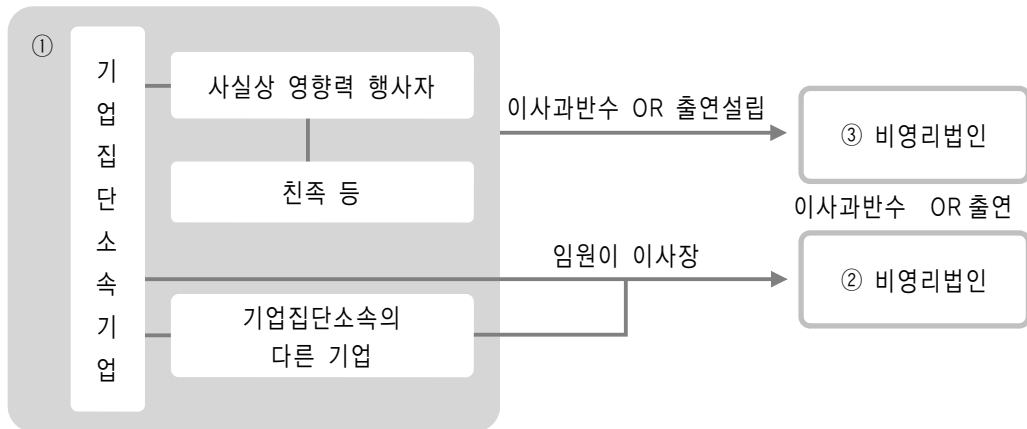 ①
기업집단소속기업
사실상 영향력 행사자
친족 등
기업집단소속의
다른 기업
이사과반수 OR 출연설립
임원이 이사장
③ 비영리법인
이사과반수 OR 출연
② 비영리법인